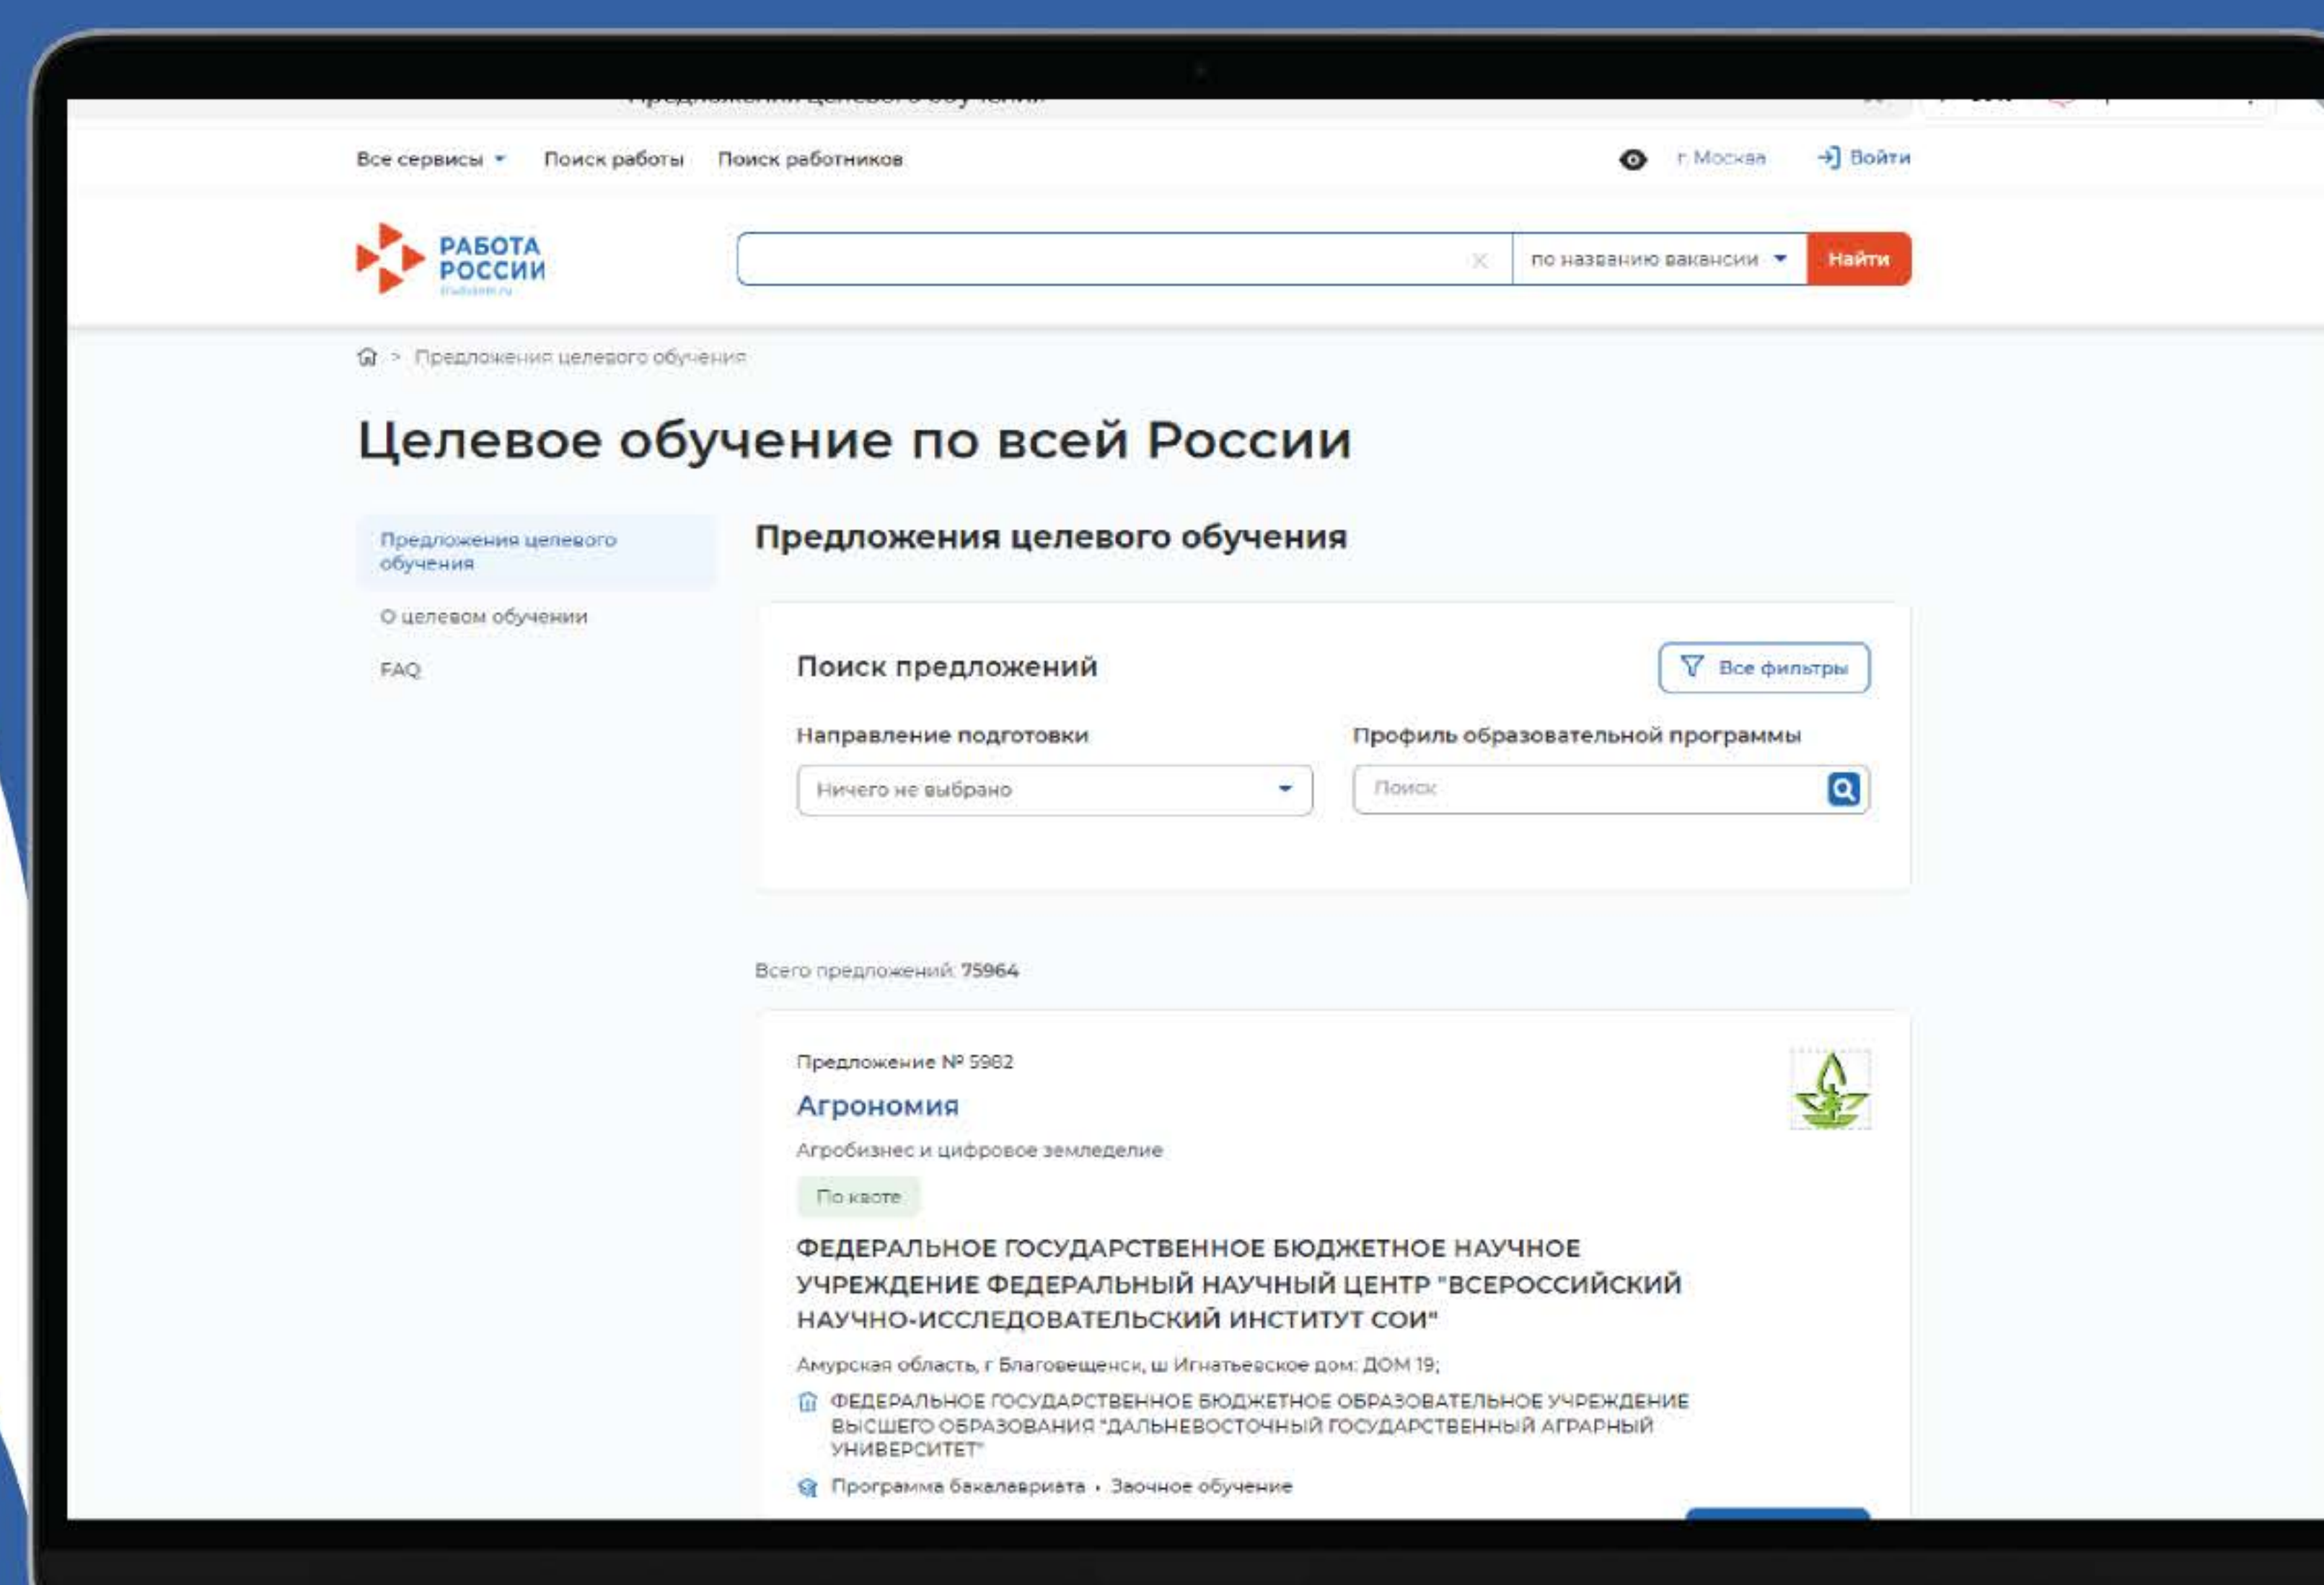 Все сервисы Поиск работы Поиск работников г. Москва Войти
РАБОТА
РОССИИ
по названию вакансии Найти
> Предложения целевого обучения
Целевое обучение по всей России
Предложения целевого
обучения
О целевом обучении
FAQ
Предложения целевого обучения
Поиск предложений Все фильтры
Направление подготовки Профиль образовательной программы
Ничего не выбрано Поиск
Всего предложений: 75964
Предложение № 5982
Агрономия
Агробизнес и цифровое земледелие
По квоте
ФЕДЕРАЛЬНОЕ ГОСУДАРСТВЕННОЕ БЮДЖЕТНОЕ НАУЧНОЕ
УЧРЕЖДЕНИЕ ФЕДЕРАЛЬНЫЙ НАУЧНЫЙ ЦЕНТР "ВСЕРОССИЙСКИЙ
НАУЧНО-ИССЛЕДОВАТЕЛЬСКИЙ ИНСТИТУТ СОИ"
Амурская область, г Благовещенск, ш Игнатьевское дом: ДОМ 19;
ФЕДЕРАЛЬНОЕ ГОСУДАРСТВЕННОЕ БЮДЖЕТНОЕ ОБРАЗОВАТЕЛЬНОЕ УЧРЕЖДЕНИЕ
ВЫСШЕГО ОБРАЗОВАНИЯ "ДАЛЬНЕВОСТОЧНЫЙ ГОСУДАРСТВЕННЫЙ АГРАРНЫЙ
УНИВЕРСИТЕТ"
Программа бакалавриата • Заочное обучение